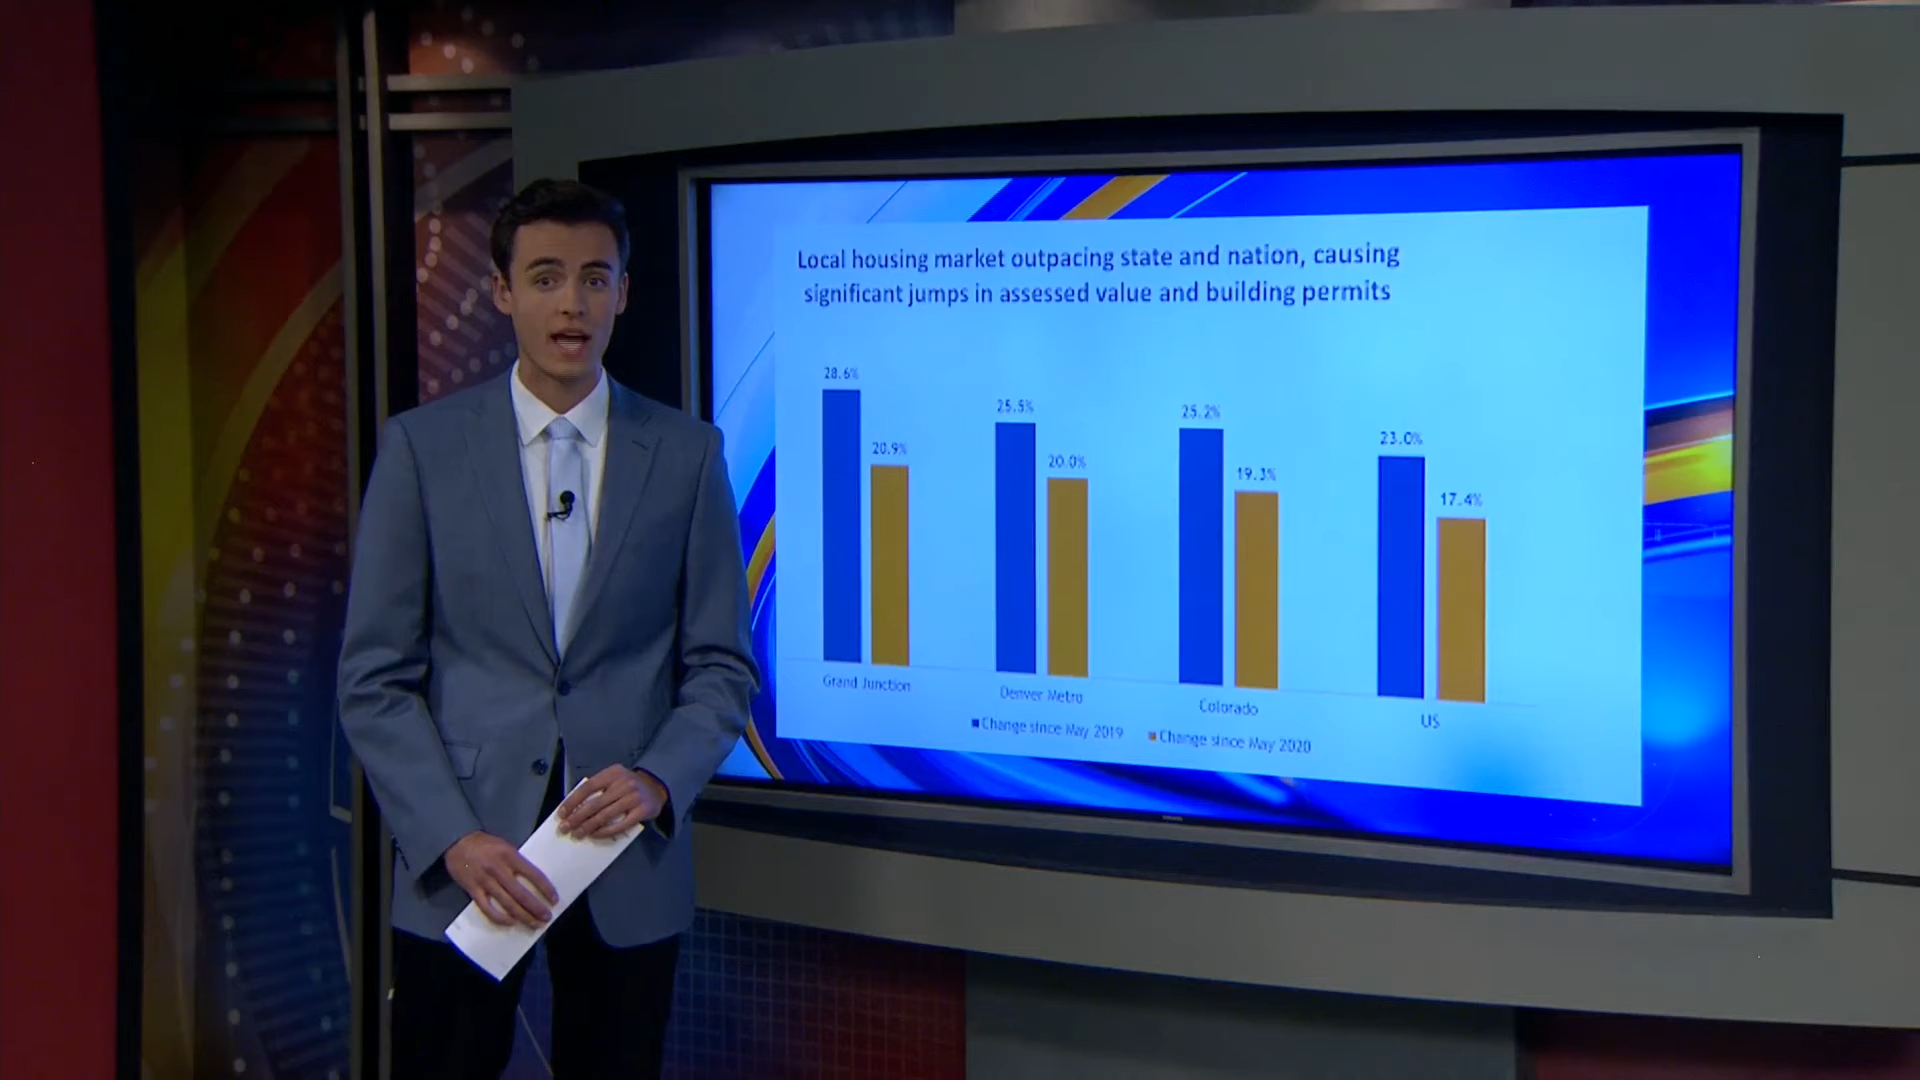 Local housing market outpacing state and nation, causing
significant jumps in assessed value and building permits
28.6%
20.9%
25.5%
20.0%
25.2%
19.3%
23.0%
17.4%
Grand Junction
Denver Metro
Colorado
US
Change since May 2019
Change since May 2020